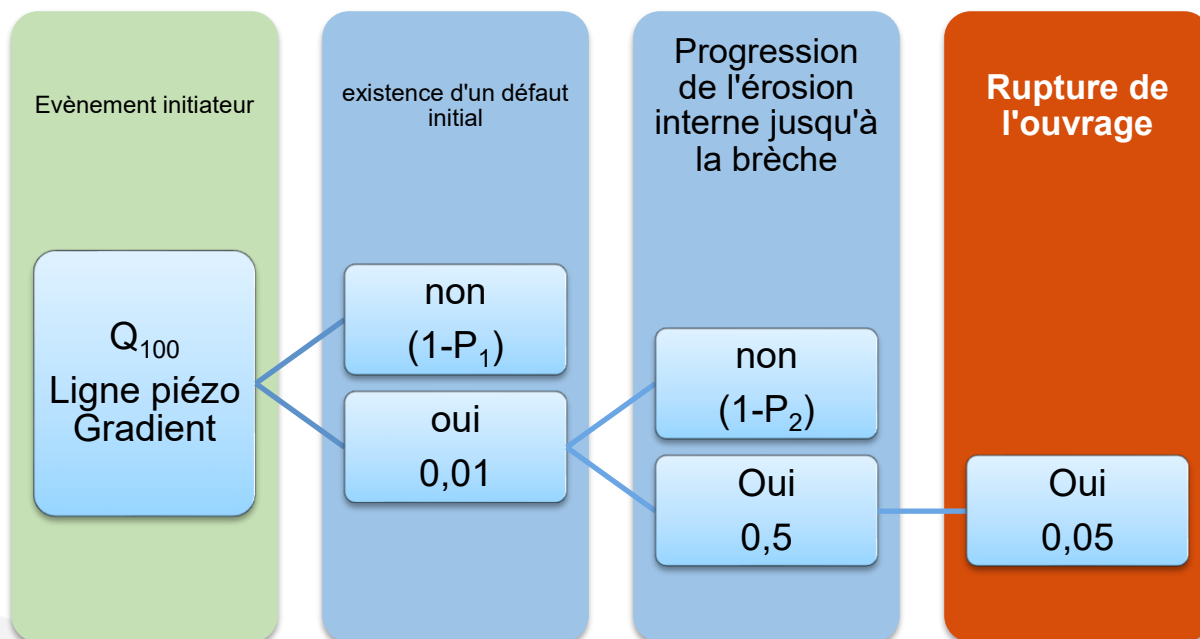 Evènement initiateur
existence d'un défaut
initial
Progression
de l'érosion
interne jusqu'à
la brèche
Rupture de
l'ouvrage
Q₁₀₀
Ligne piézo
Gradient
non
(1-P₁)
oui
0,01
non
(1-P₂)
Oui
0,5
Oui
0,05